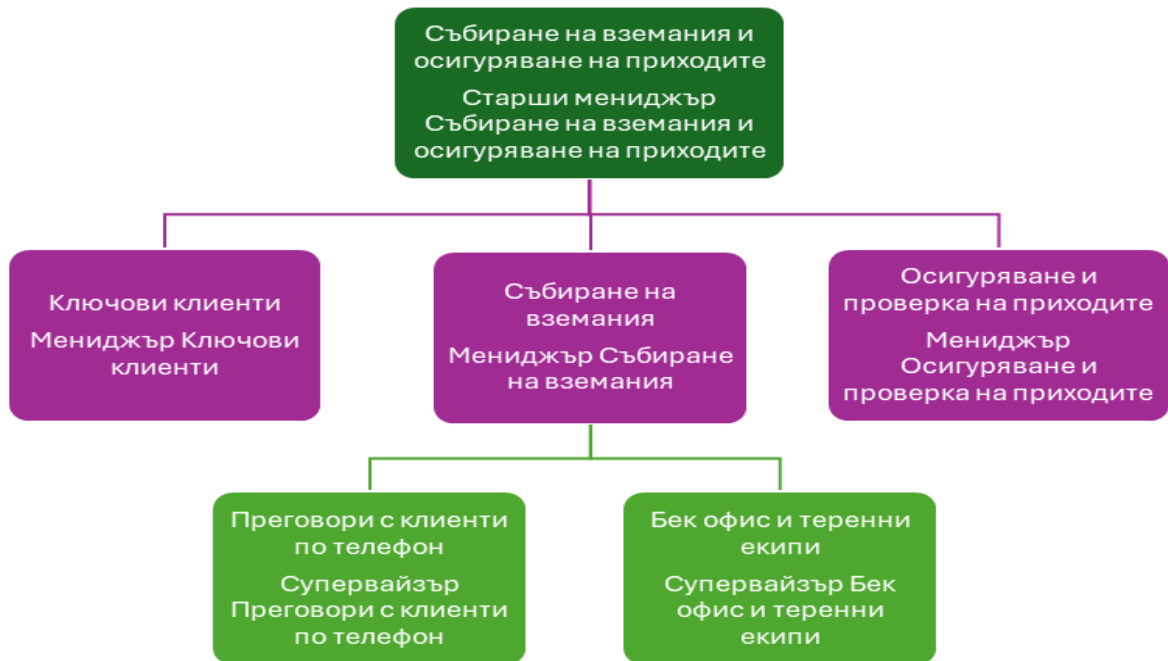 Събиране на вземания и
осигуряване на приходите
Старши мениджър
Събиране на вземания и
осигуряване на приходите
Ключови клиенти
Мениджър Ключови
клиенти
Събиране на
вземания
Мениджър Събиране
на вземания
Осигуряване и
проверка на приходите
Мениджър
Осигуряване и
проверка на приходите
Преговори с клиенти
по телефон
Супервайзър
Преговори с клиенти
по телефон
Бек офис и теренни
екипи
Супервайзър Бек
офис и теренни
екипи